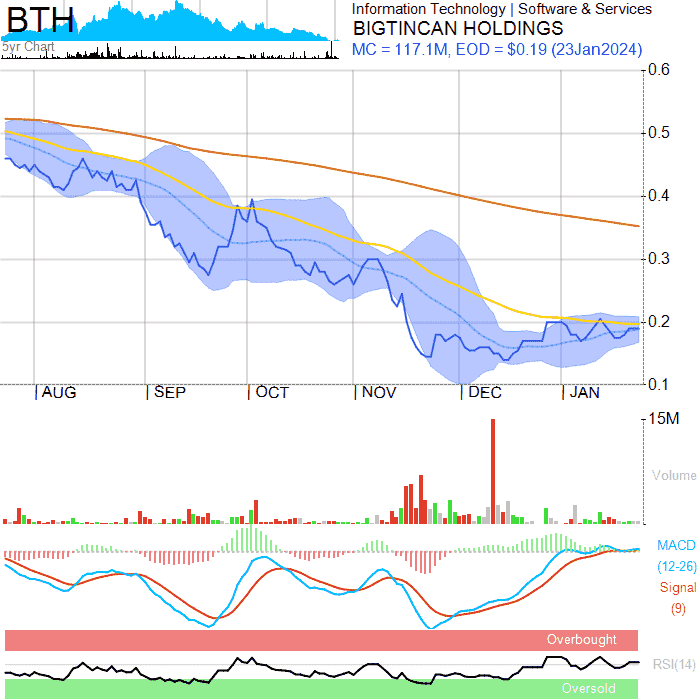 BTH
5yr Chart
Information Technology | Software & Services
BIGTINCAN HOLDINGS
MC = 117.1M, EOD = $0.19 (23Jan2024)
0.6
0.5
0.4
0.3
0.2
0.1
AUG SEP OCT NOV DEC JAN
15M
Volume
MACD
(12-26)
Signal
(9)
Overbought
RSI(14)
Oversold